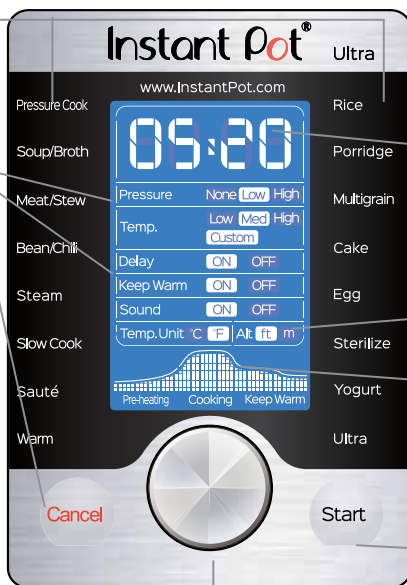 Instant Pot® Ultra
www.InstantPot.com
Pressure Cook
Soup/Broth
Meat/Stew
Bean/Chili
Steam
Slow Cook
Sauté
Warm
05:20
Pressure None Low High
Temp. Low Med High
Custom
Delay ON OFF
Keep Warm ON OFF
Sound ON OFF
Temp.Unit °C °F Alt ft m
Pre-heating Cooking Keep Warm
Rice
Porridge
Multigrain
Cake
Egg
Sterilize
Yogurt
Ultra
Cancel
Start